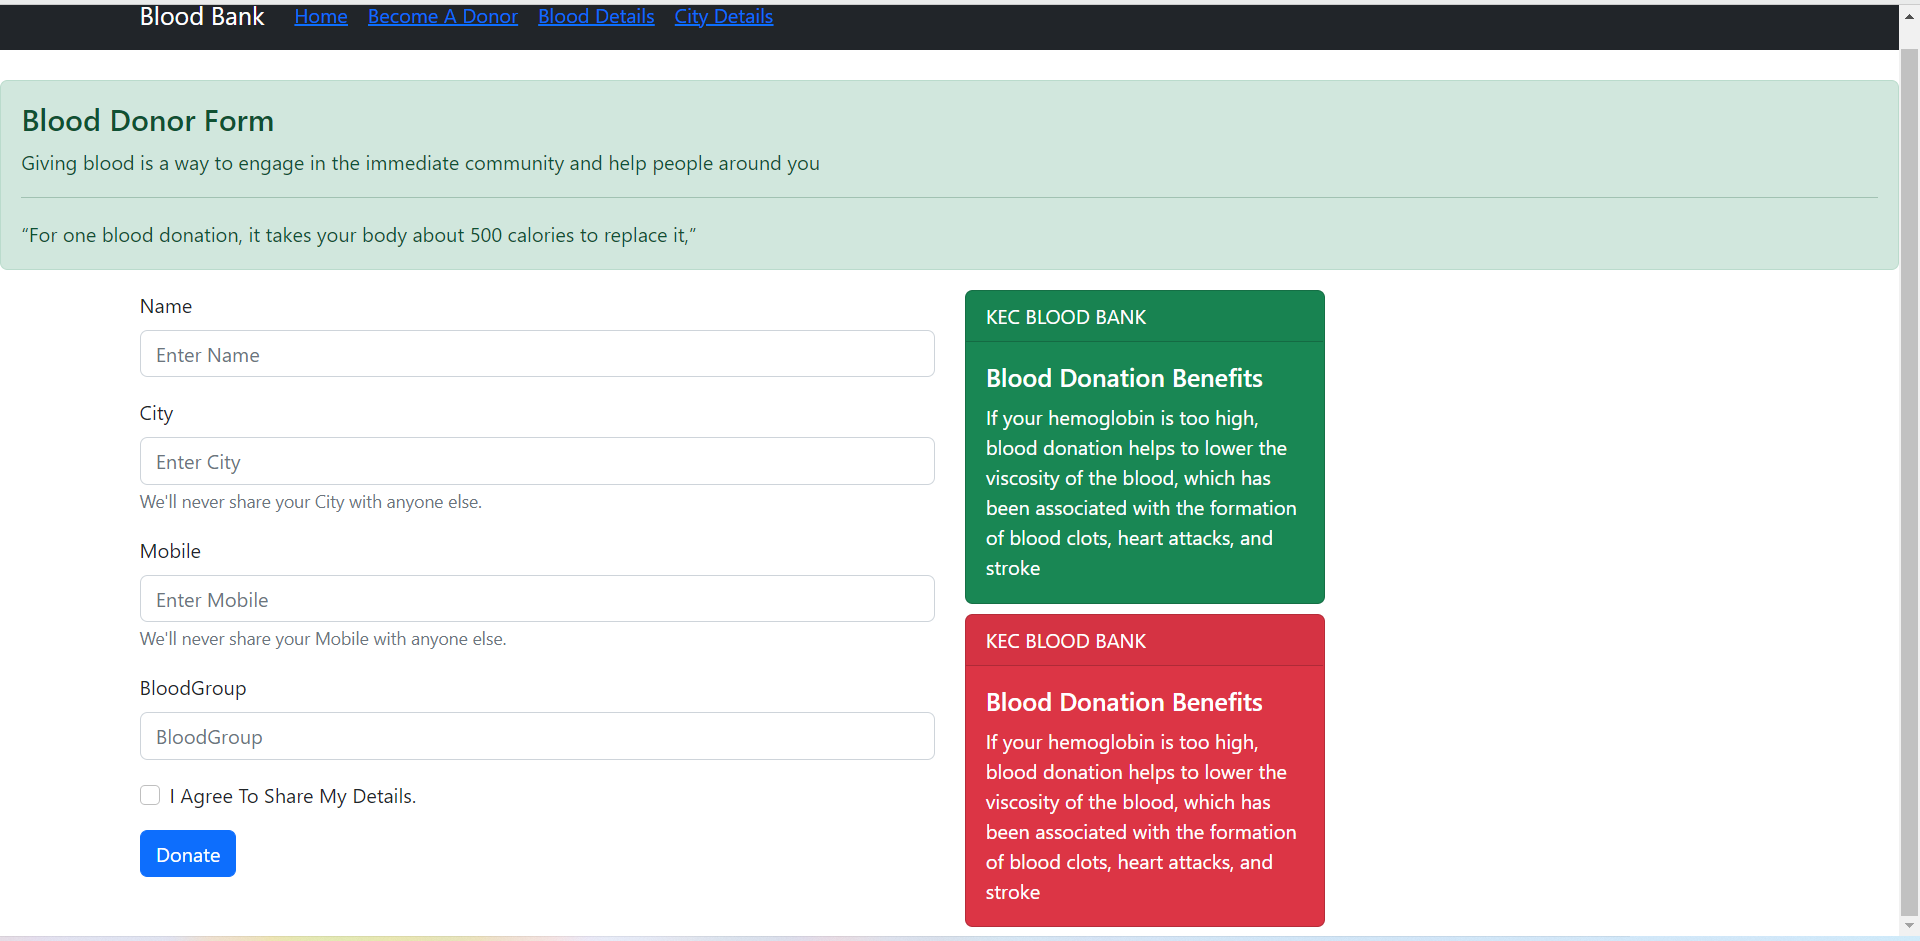 Blood Bank Home Become A Donor Blood Details City Details
Blood Donor Form
Giving blood is a way to engage in the immediate community and help people around you
“For one blood donation, it takes your body about 500 calories to replace it,”
Name
Enter Name
City
Enter City
We'll never share your City with anyone else.
Mobile
Enter Mobile
We'll never share your Mobile with anyone else.
BloodGroup
BloodGroup
I Agree To Share My Details.
Donate
KEC BLOOD BANK
Blood Donation Benefits
If your hemoglobin is too high,
blood donation helps to lower the
viscosity of the blood, which has
been associated with the formation
of blood clots, heart attacks, and
stroke
KEC BLOOD BANK
Blood Donation Benefits
If your hemoglobin is too high,
blood donation helps to lower the
viscosity of the blood, which has
been associated with the formation
of blood clots, heart attacks, and
stroke